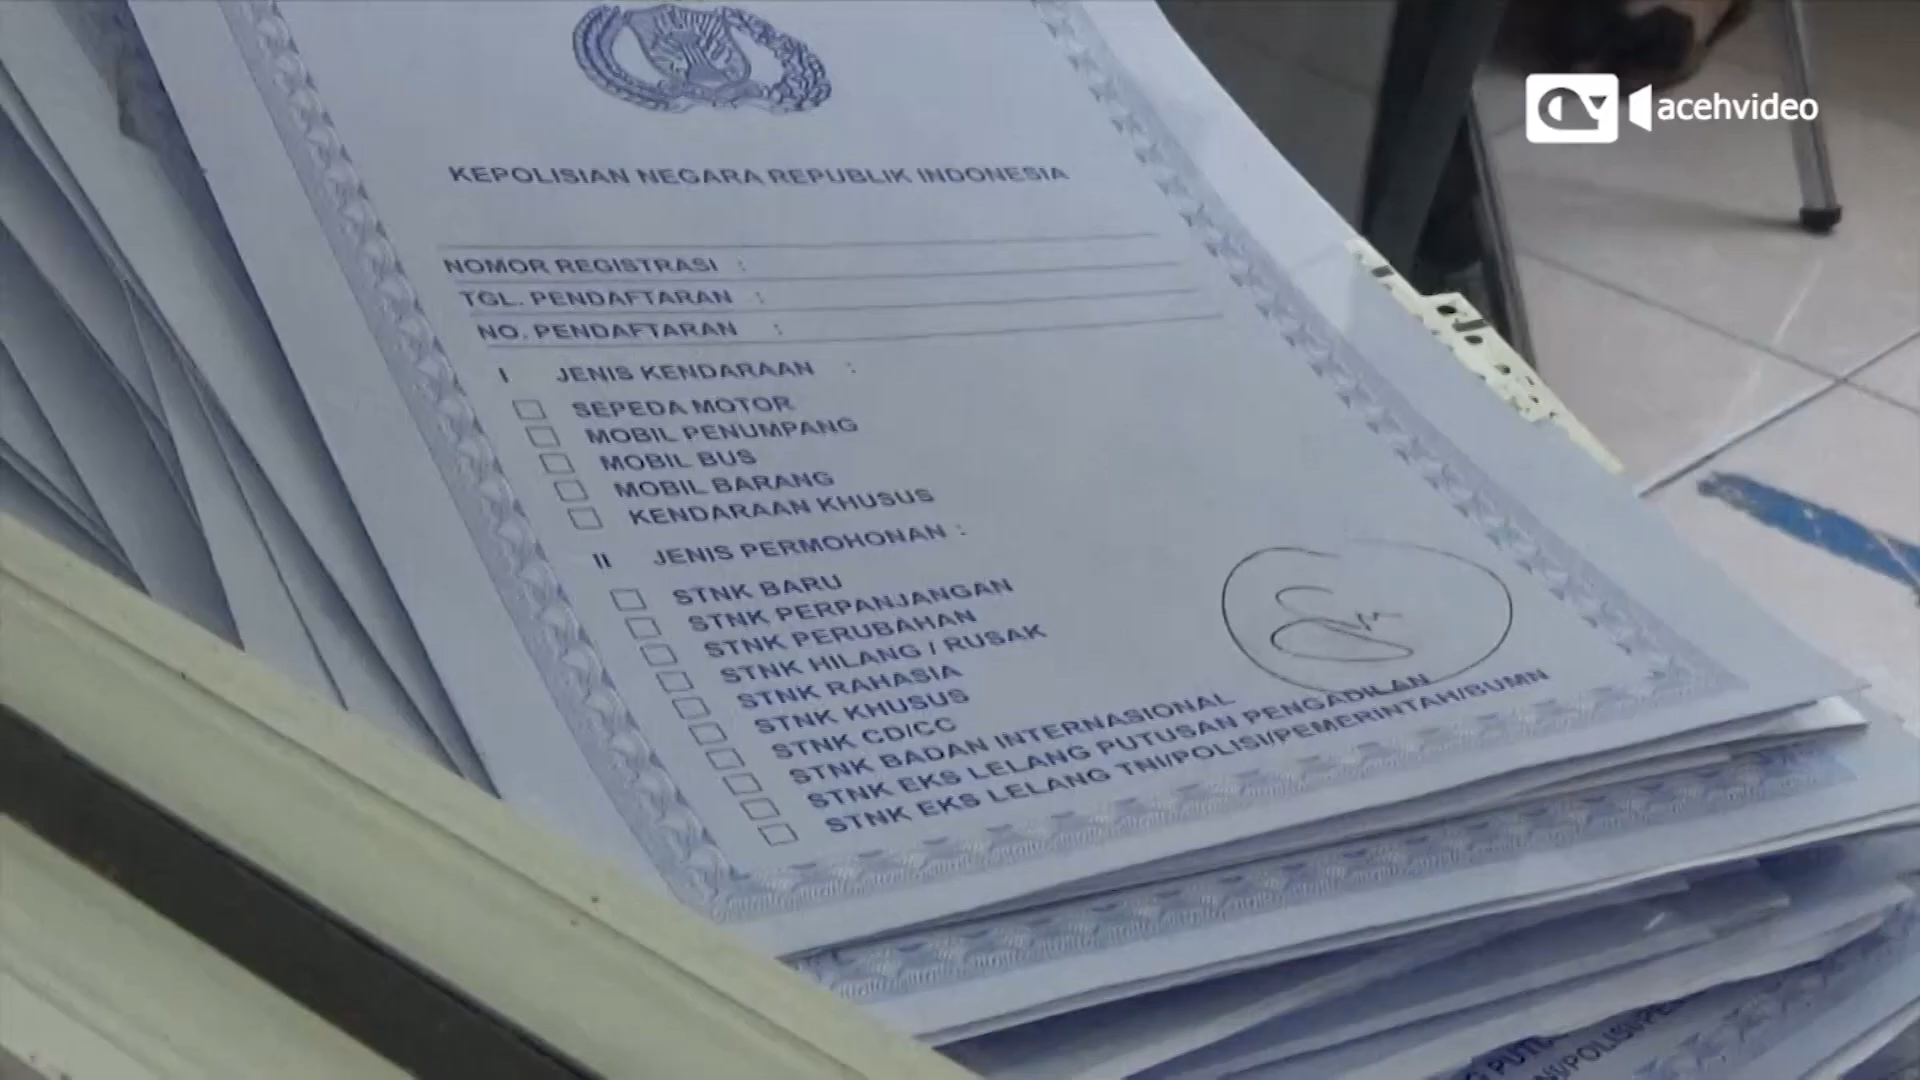 acehvideo
KEPOLISIAN NEGARA REPUBLIK INDONESIA
NOMOR REGISTRASI :
TGL. PENDAFTARAN :
NO. PENDAFTARAN :
I JENIS KENDARAAN :
SEPEDA MOTOR
MOBIL PENUMPANG
MOBIL BUS
MOBIL BARANG
KENDARAAN KHUSUS
II JENIS PERMOHONAN :
STNK BARU
STNK PERPANJANGAN
STNK PERUBAHAN
STNK HILANG / RUSAK
STNK RAHASIA
STNK KHUSUS
STNK CD/CC
STNK BADAN INTERNASIONAL
STNK EKS LELANG PUTUSAN PENGADILAN
STNK EKS LELANG TNI/POLISI/PEMERINTAH/BUMN